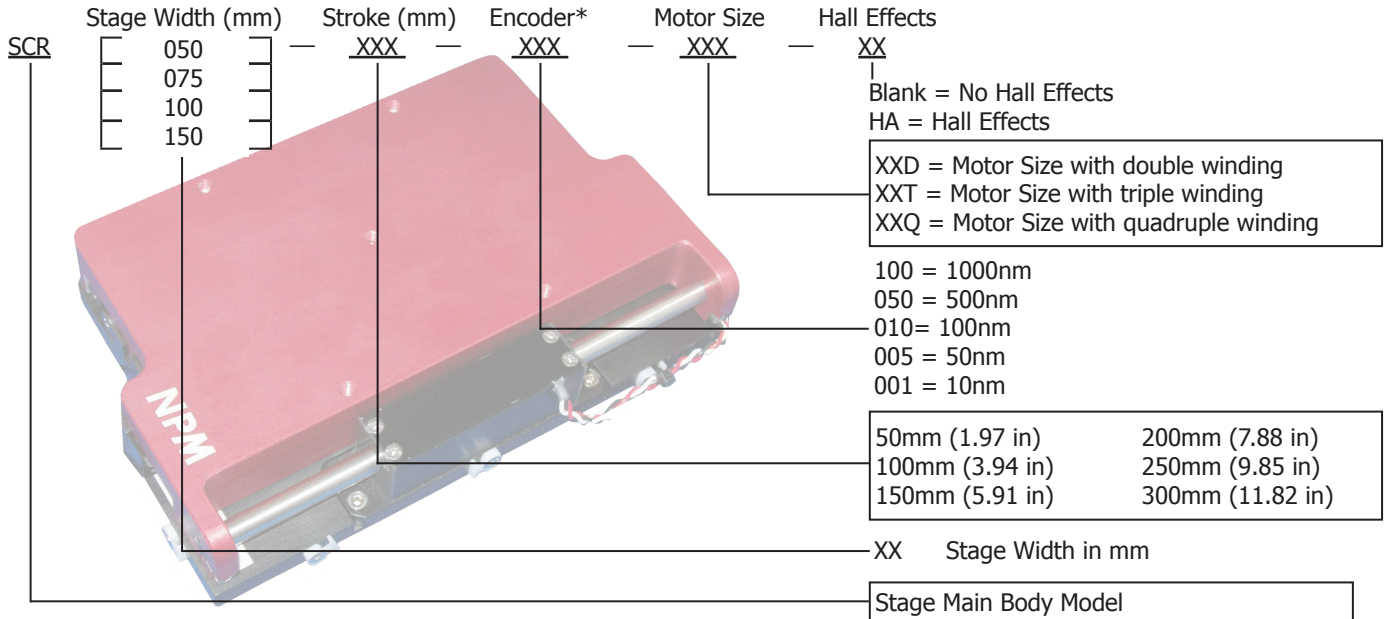 Stage Width (mm) Stroke (mm) Encoder* Motor Size Hall Effects
SCR 050 — XXX — XXX — XXX — XX
075
100
150
Blank = No Hall Effects
HA = Hall Effects
XXD = Motor Size with double winding
XXT = Motor Size with triple winding
XXQ = Motor Size with quadruple winding
100 = 1000nm
050 = 500nm
010= 100nm
005 = 50nm
001 = 10nm
50mm (1.97 in) 200mm (7.88 in)
100mm (3.94 in) 250mm (9.85 in)
150mm (5.91 in) 300mm (11.82 in)
XX Stage Width in mm
Stage Main Body Model
NPM